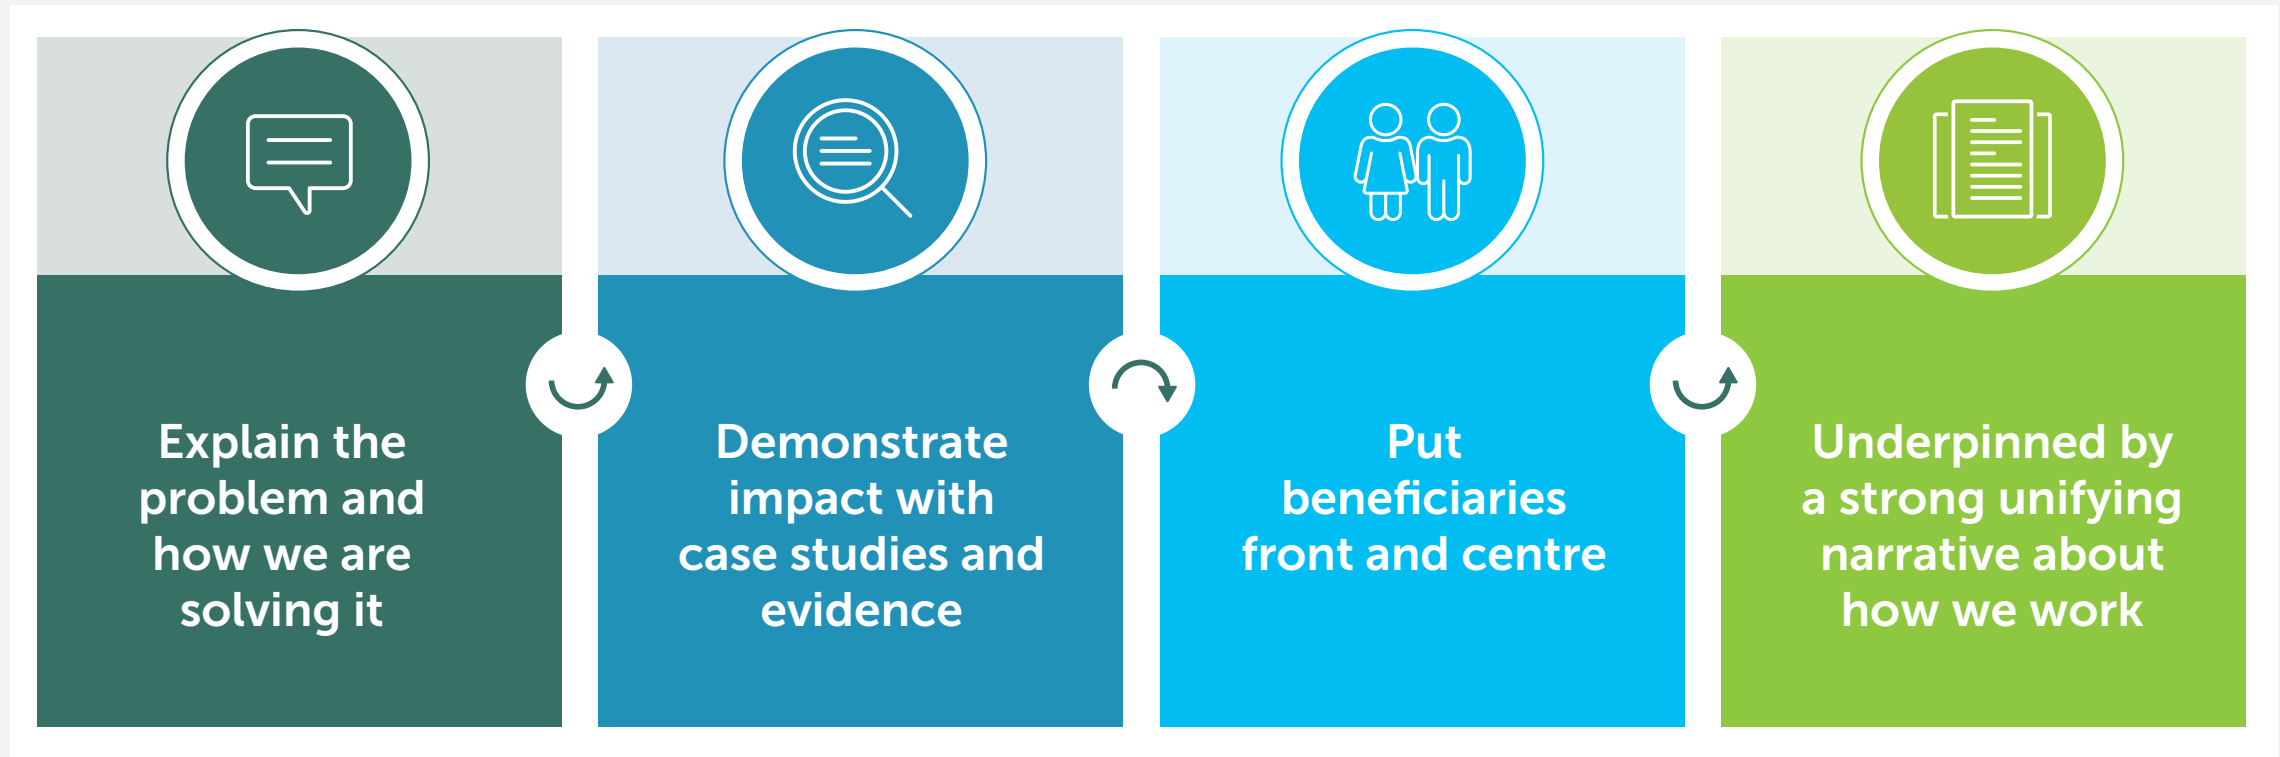 Explain the
problem and
how we are
solving it
Demonstrate
impact with
case studies and
evidence
Put
beneficiaries
front and centre
Underpinned by
a strong unifying
narrative about
how we work